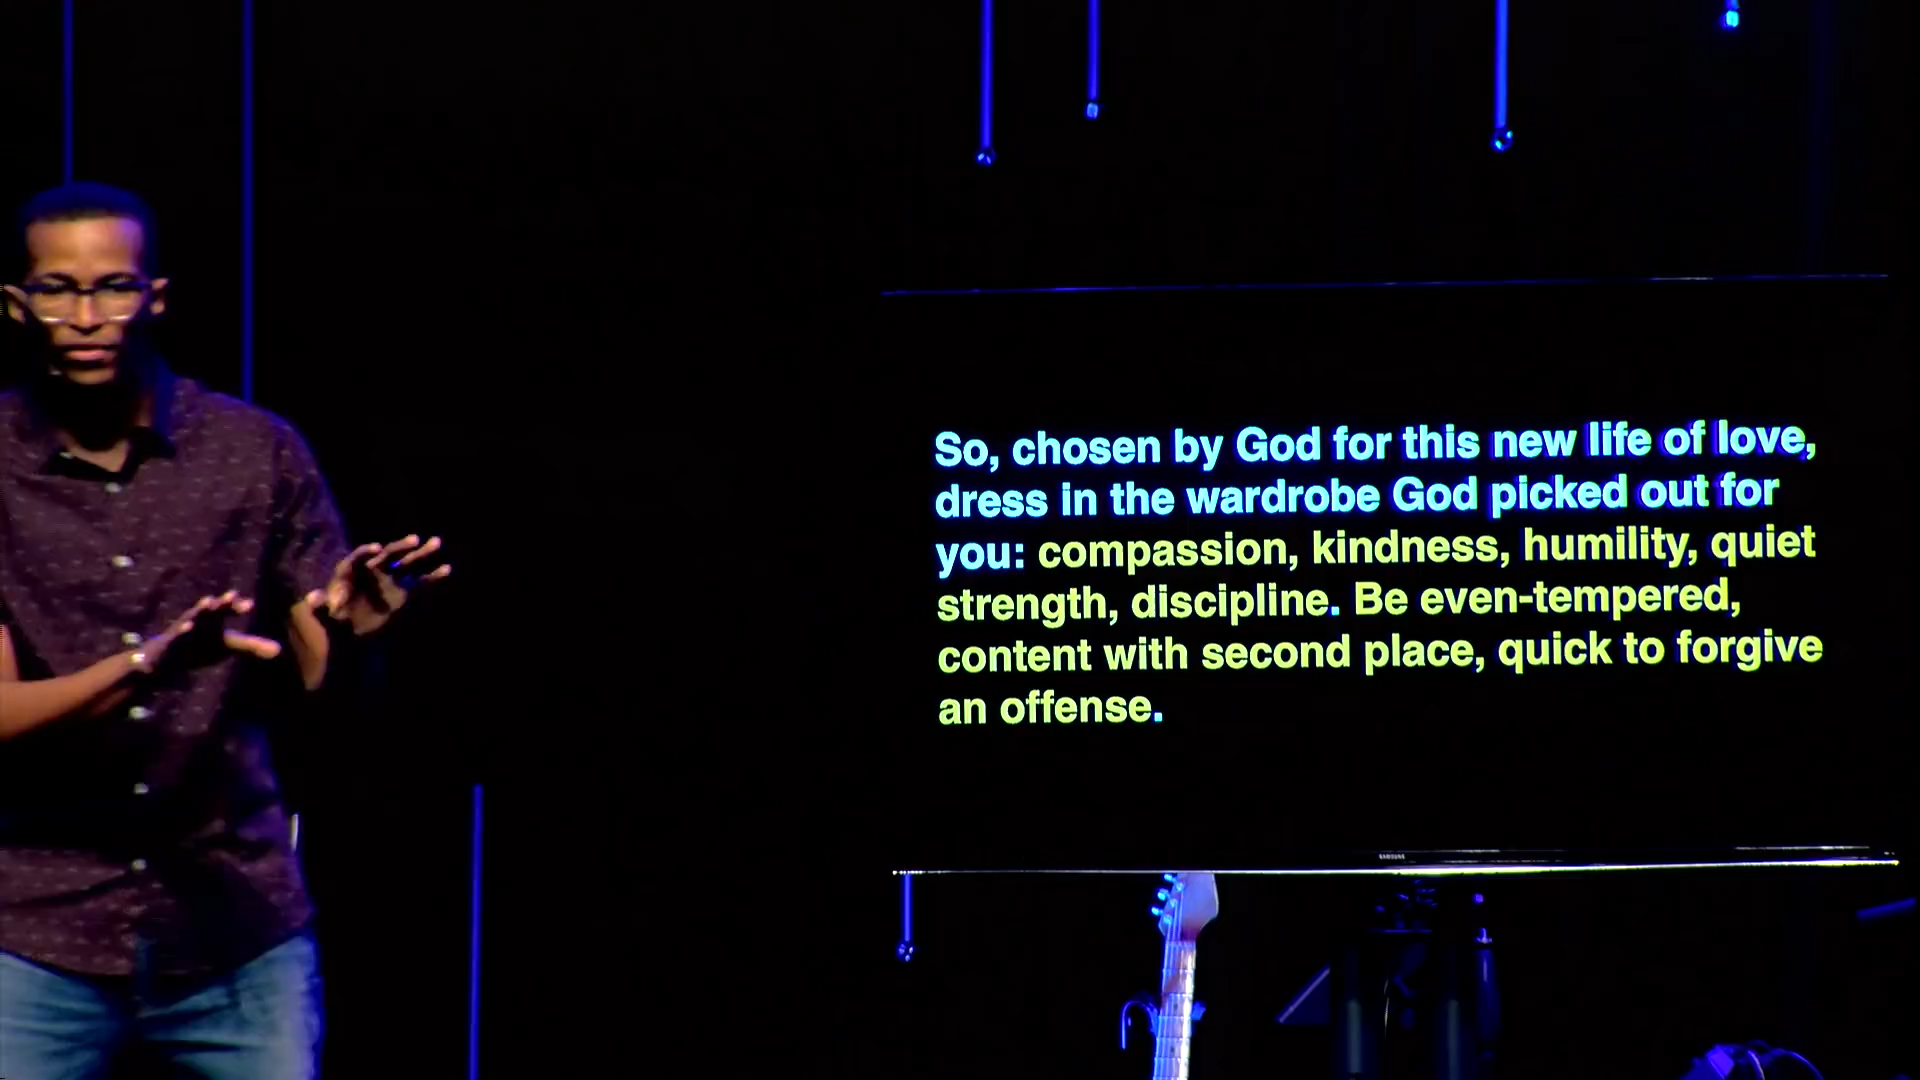 So, chosen by God for this new life of love,
dress in the wardrobe God picked out for
you: compassion, kindness, humility, quiet
strength, discipline. Be even-tempered,
content with second place, quick to forgive
an offense.
SAMSUNG